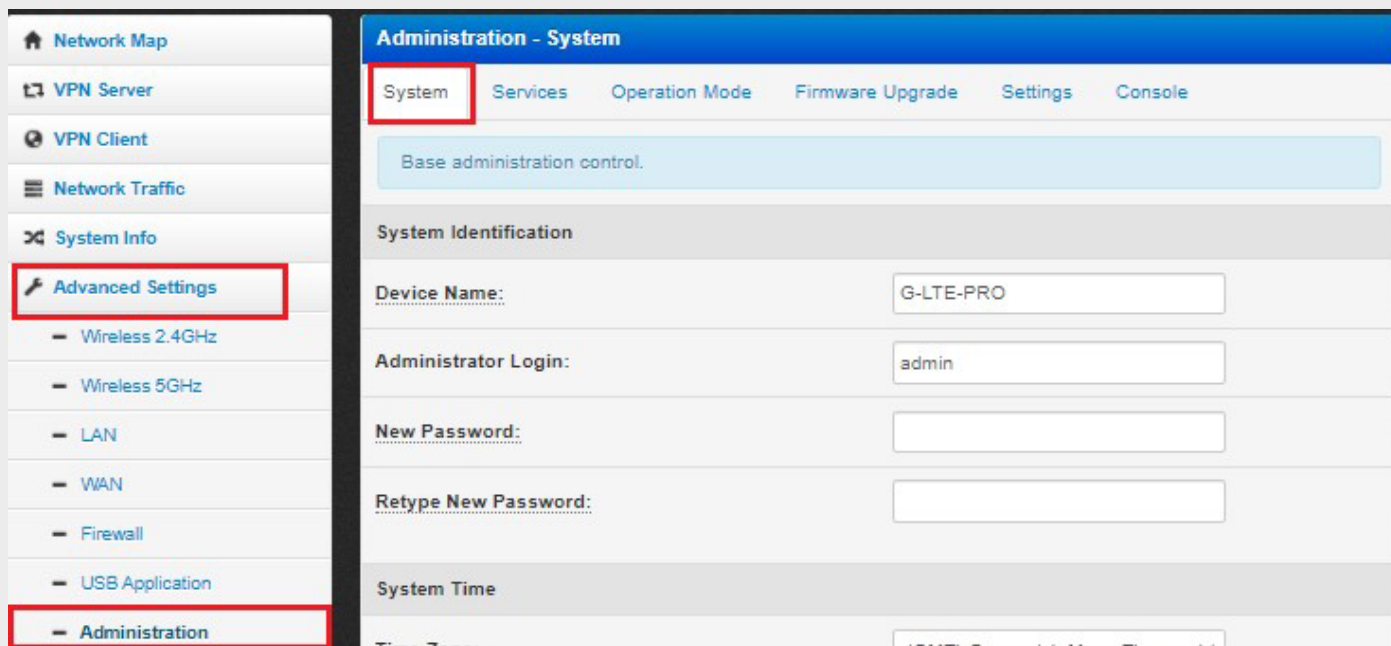 Network Map
VPN Server
VPN Client
Network Traffic
System Info
Advanced Settings
Wireless 2.4GHz
Wireless 5GHz
LAN
WAN
Firewall
USB Application
Administration
Administration - System
System Services Operation Mode Firmware Upgrade Settings Console
Base administration control.
System Identification
Device Name: G-LTE-PRO
Administrator Login: admin
New Password:
Retype New Password:
System Time